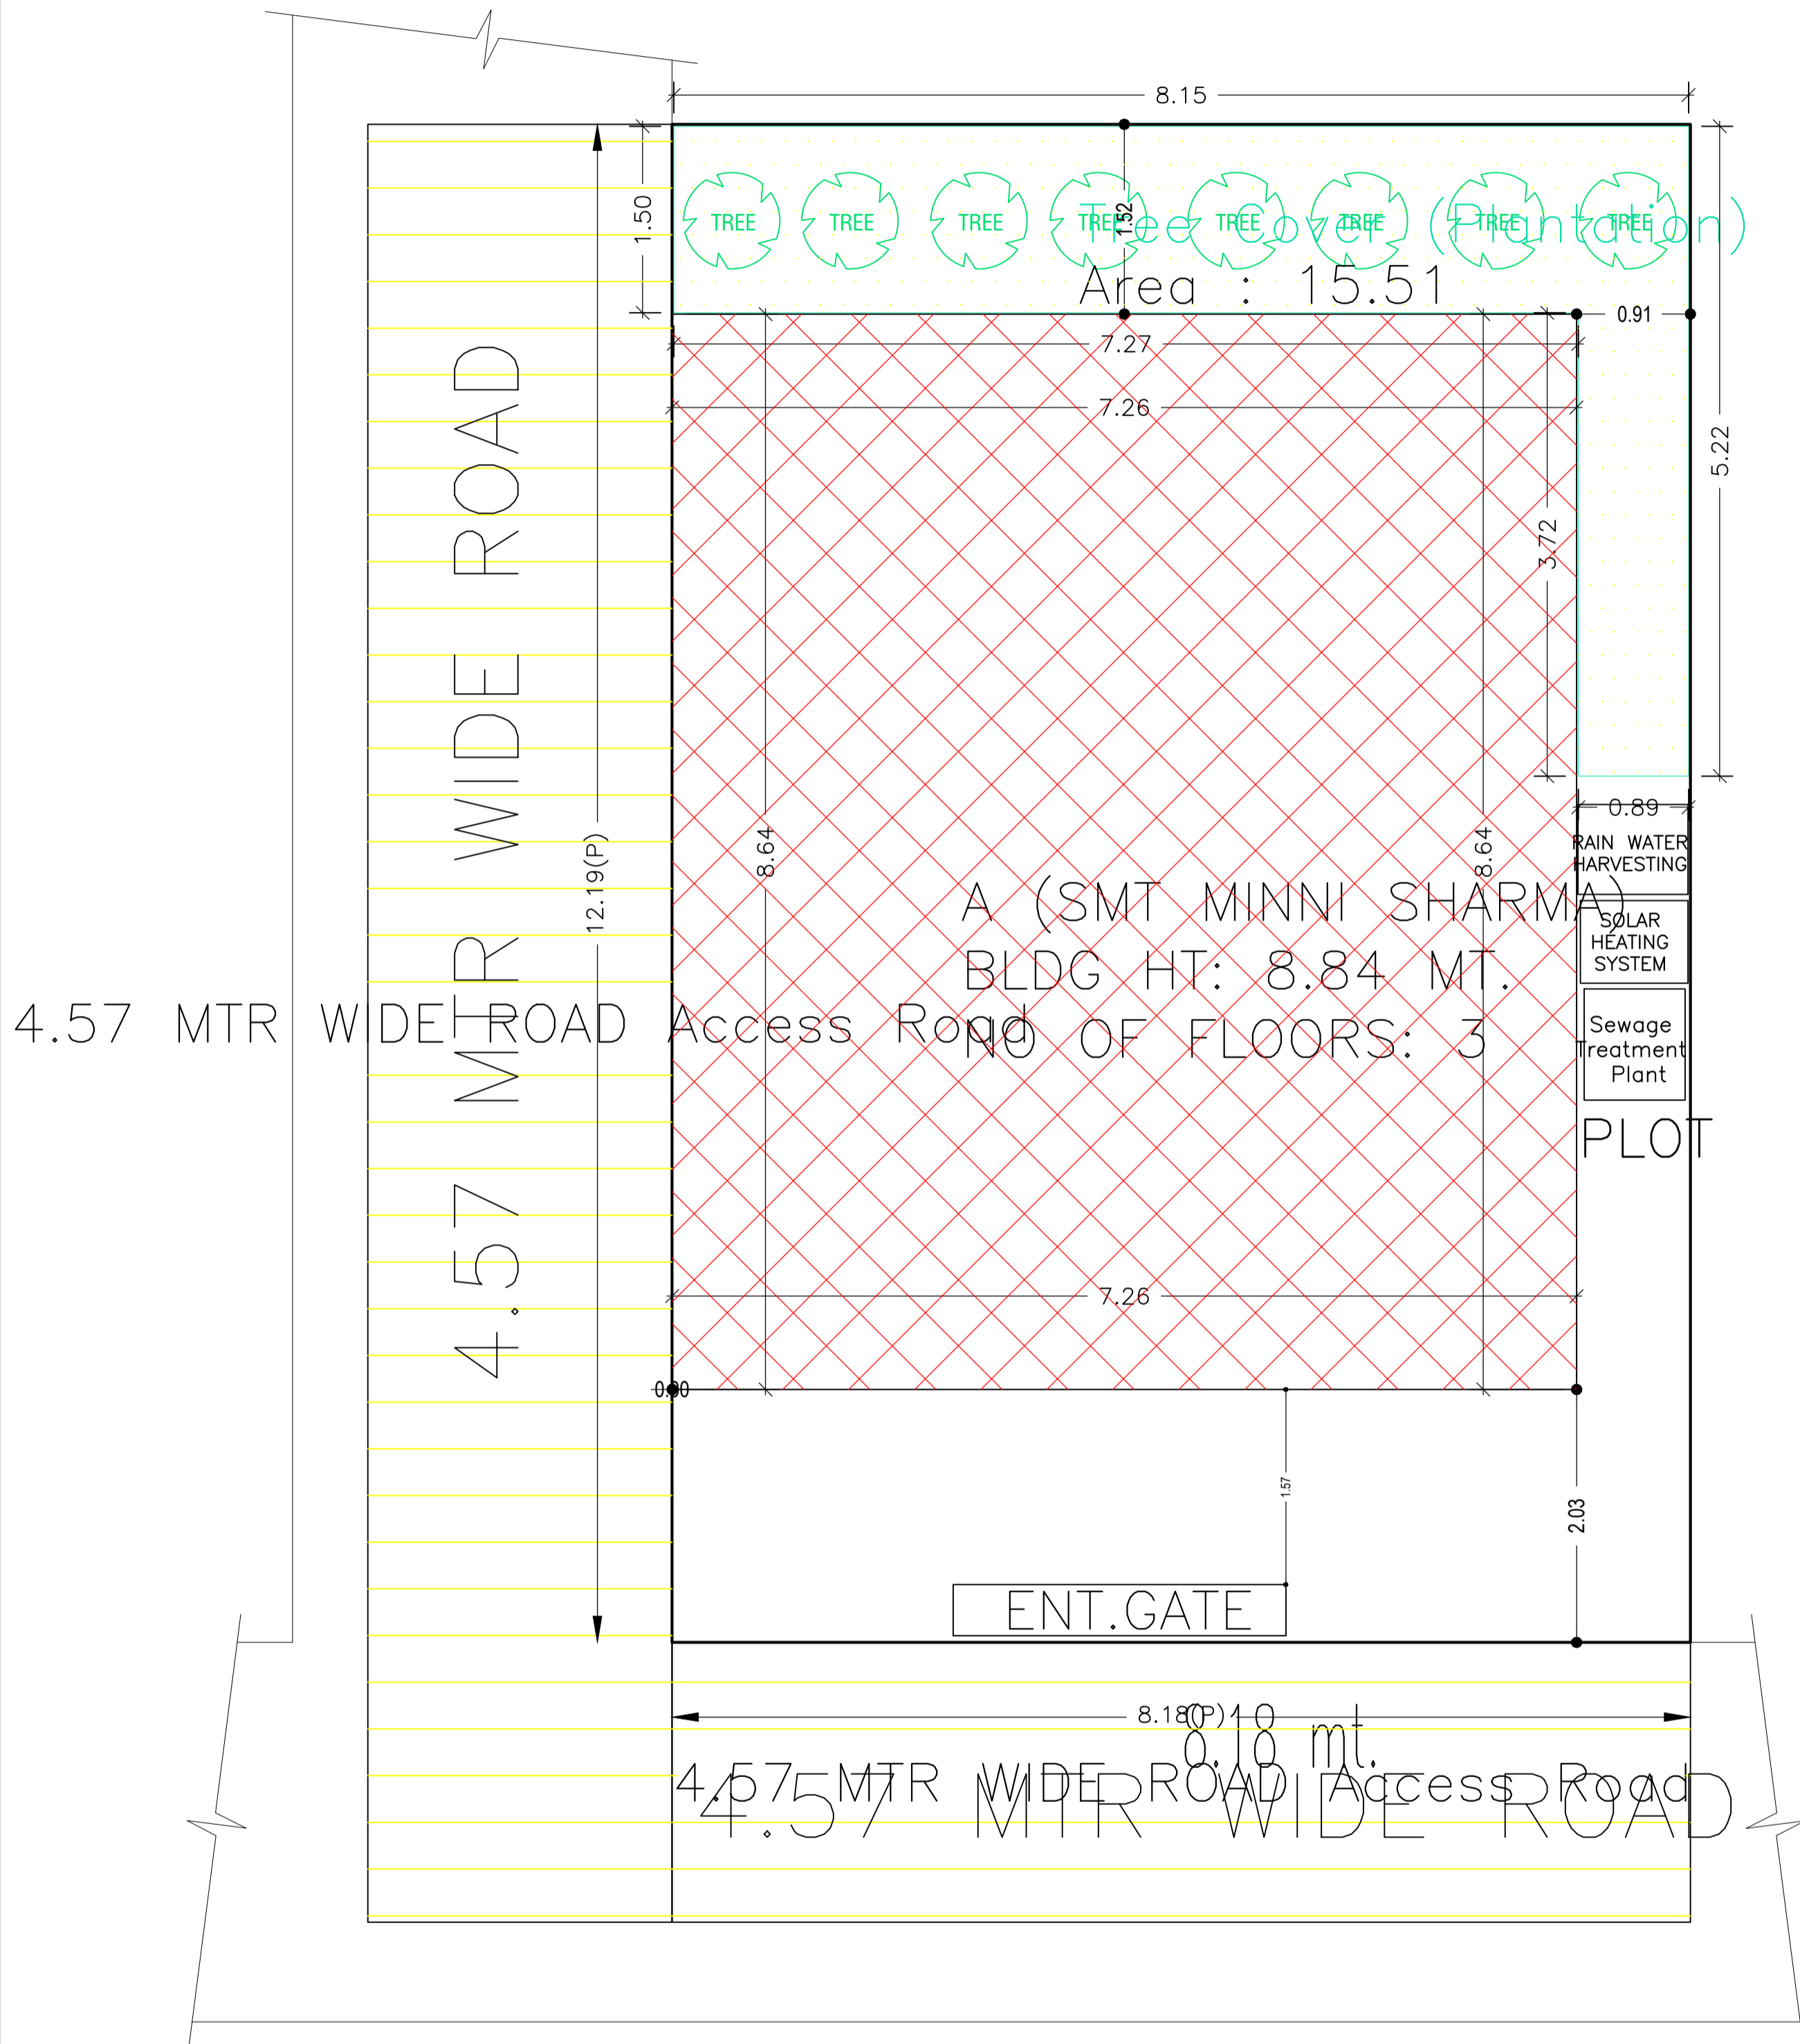 8.15
1.50
1.52
TREE TREE TREE TREE TREE TREE TREE TREE
Tree Cover (Plantation)
Area : 15.51
0.91
7.27
7.26
5.22
3.72
4.57 MTR WIDE ROAD
12.19(P)
8.64
8.64
0.89
RAIN WATER
HARVESTING
A (SMT MINNI SHARMA)
BLDG HT: 8.84 MT.
NO OF FLOORS: 3
SOLAR
HEATING
SYSTEM
4.57 MTR WIDE ROAD Access Road
Sewage
Treatment
Plant
PLOT
7.26
0.00
1.57
2.03
ENT.GATE
8.18(P)
8.18 mt.
4.57 MTR WIDE ROAD Access Road
4.57 MTR WIDE ROAD